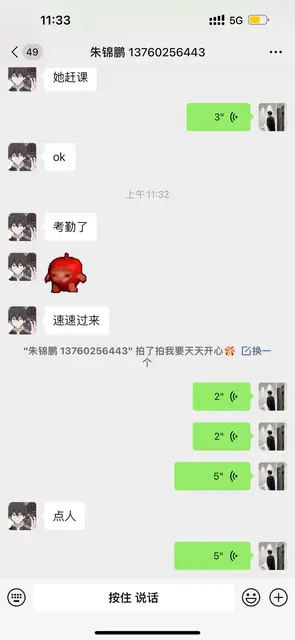 11:33
5G
49
朱锦鹏 13760256443
她赶课
3"
ok
上午11:32
考勤了
速速过来
"朱锦鹏 13760256443" 拍了拍我要天天开心 换一
个
2"
2"
5"
点人
5"
按住 说话